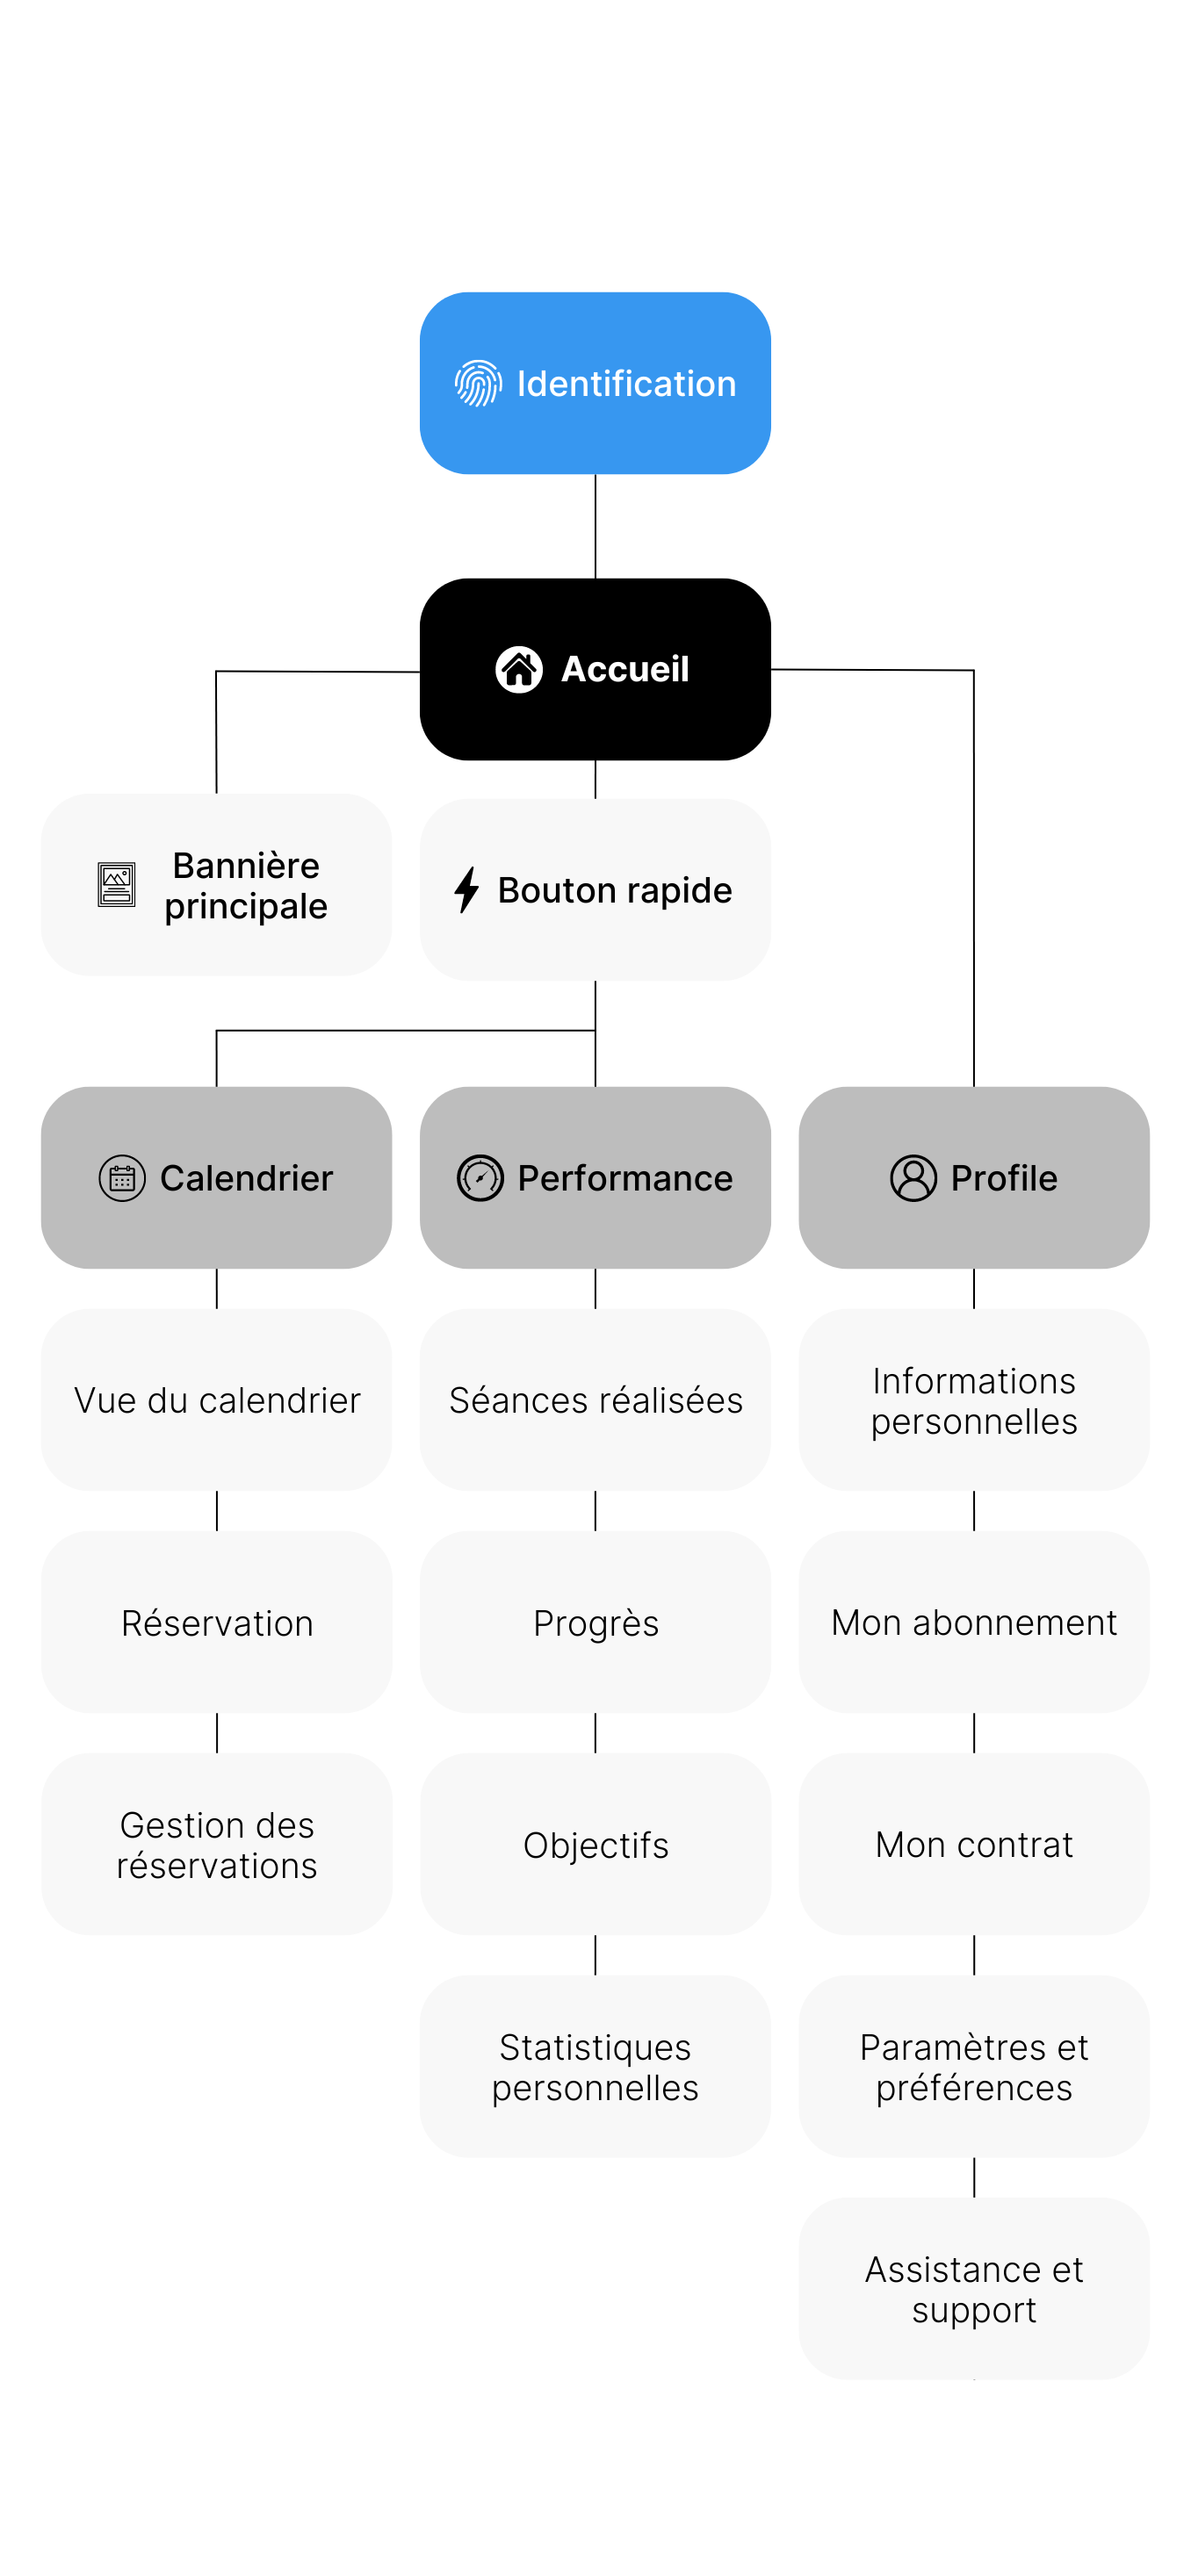 Identification
Accueil
Bannière
principale
Bouton rapide
Calendrier
Performance
Profile
Vue du calendrier
Séances réalisées
Informations
personnelles
Réservation
Progrès
Mon abonnement
Gestion des
réservations
Objectifs
Mon contrat
Statistiques
personnelles
Paramètres et
préférences
Assistance et
support